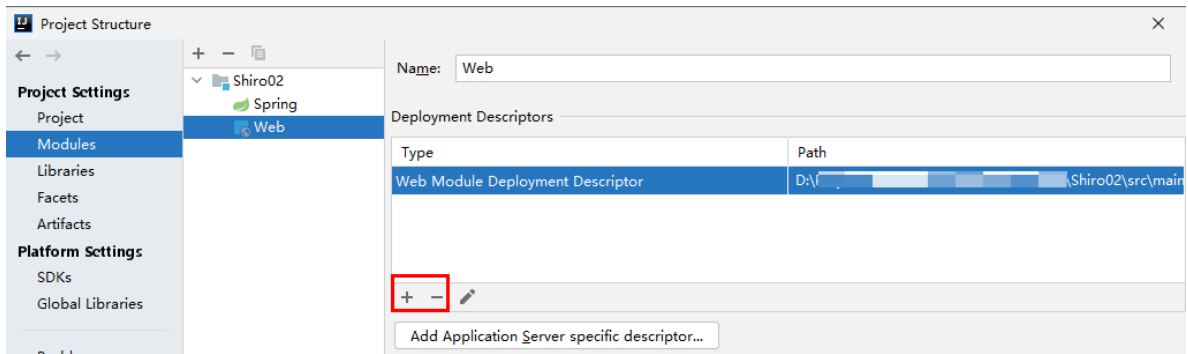 Project Structure
Project Settings
Project
Modules
Libraries
Facets
Artifacts
Platform Settings
SDKs
Global Libraries
Shiro02
Spring
Web
Name: Web
Deployment Descriptors
Type Path
Web Module Deployment Descriptor D:\ \Shiro02\src\main
Add Application Server specific descriptor...